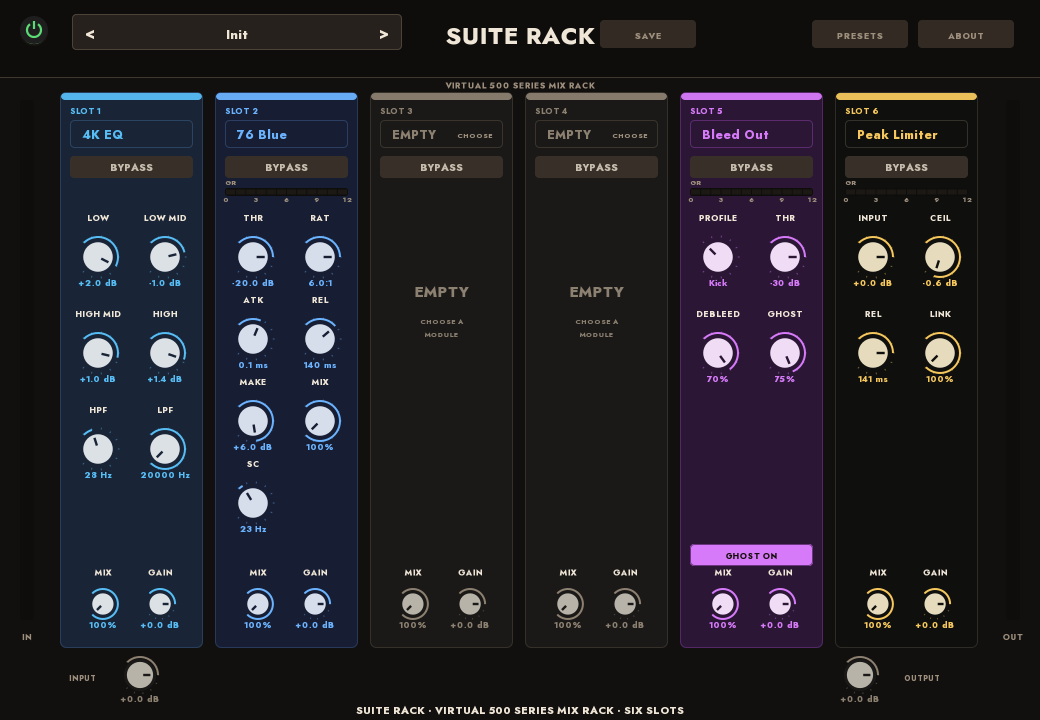 < Init >
SUITE RACK
SAVE
PRESETS
ABOUT
VIRTUAL 500 SERIES MIX RACK
SLOT 1
4K EQ
BYPASS
LOW LOW MID
+2.0 dB -1.0 dB
HIGH MID HIGH
+1.0 dB +1.4 dB
HPF LPF
28 Hz 20000 Hz
MIX GAIN
100% +0.0 dB
SLOT 2
76 Blue
BYPASS
GR
0 3 6 9 12
THR RAT
-20.0 dB 6.0:1
ATK REL
0.1 ms 140 ms
MAKE MIX
+6.0 dB 100%
SC
23 Hz
MIX GAIN
100% +0.0 dB
SLOT 3
EMPTY CHOOSE
BYPASS
EMPTY
CHOOSE A
MODULE
MIX GAIN
100% +0.0 dB
SLOT 4
EMPTY CHOOSE
BYPASS
EMPTY
CHOOSE A
MODULE
MIX GAIN
100% +0.0 dB
SLOT 5
Bleed Out
BYPASS
GR
0 3 6 9 12
PROFILE THR
Kick -30 dB
DEBLEED GHOST
70% 75%
GHOST ON
MIX GAIN
100% +0.0 dB
SLOT 6
Peak Limiter
BYPASS
GR
0 3 6 9 12
INPUT CEIL
+0.0 dB -0.6 dB
REL LINK
141 ms 100%
MIX GAIN
100% +0.0 dB
IN
OUT
INPUT
+0.0 dB
+0.0 dB
OUTPUT
SUITE RACK · VIRTUAL 500 SERIES MIX RACK · SIX SLOTS